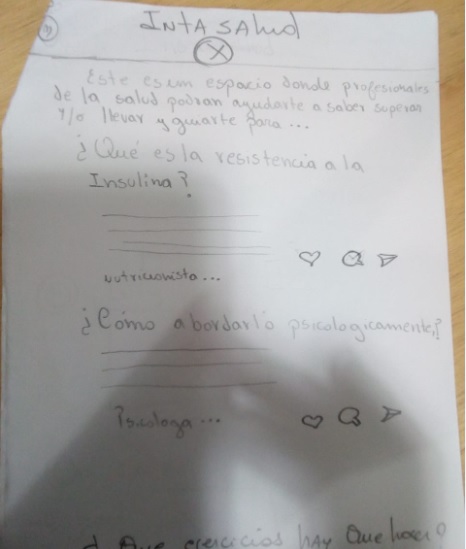 INTA SAlud
X
Este es un espacio donde profesionales
de la salud podran ayudarte a saber superar
y/o llevar y guiarte para...
¿Qué es la resistencia a la
Insulina?
nutricionista...
¿Cómo abordarlo psicologicamente?
Psicologa...
¿ Que ejercicios hAy Que hacer?